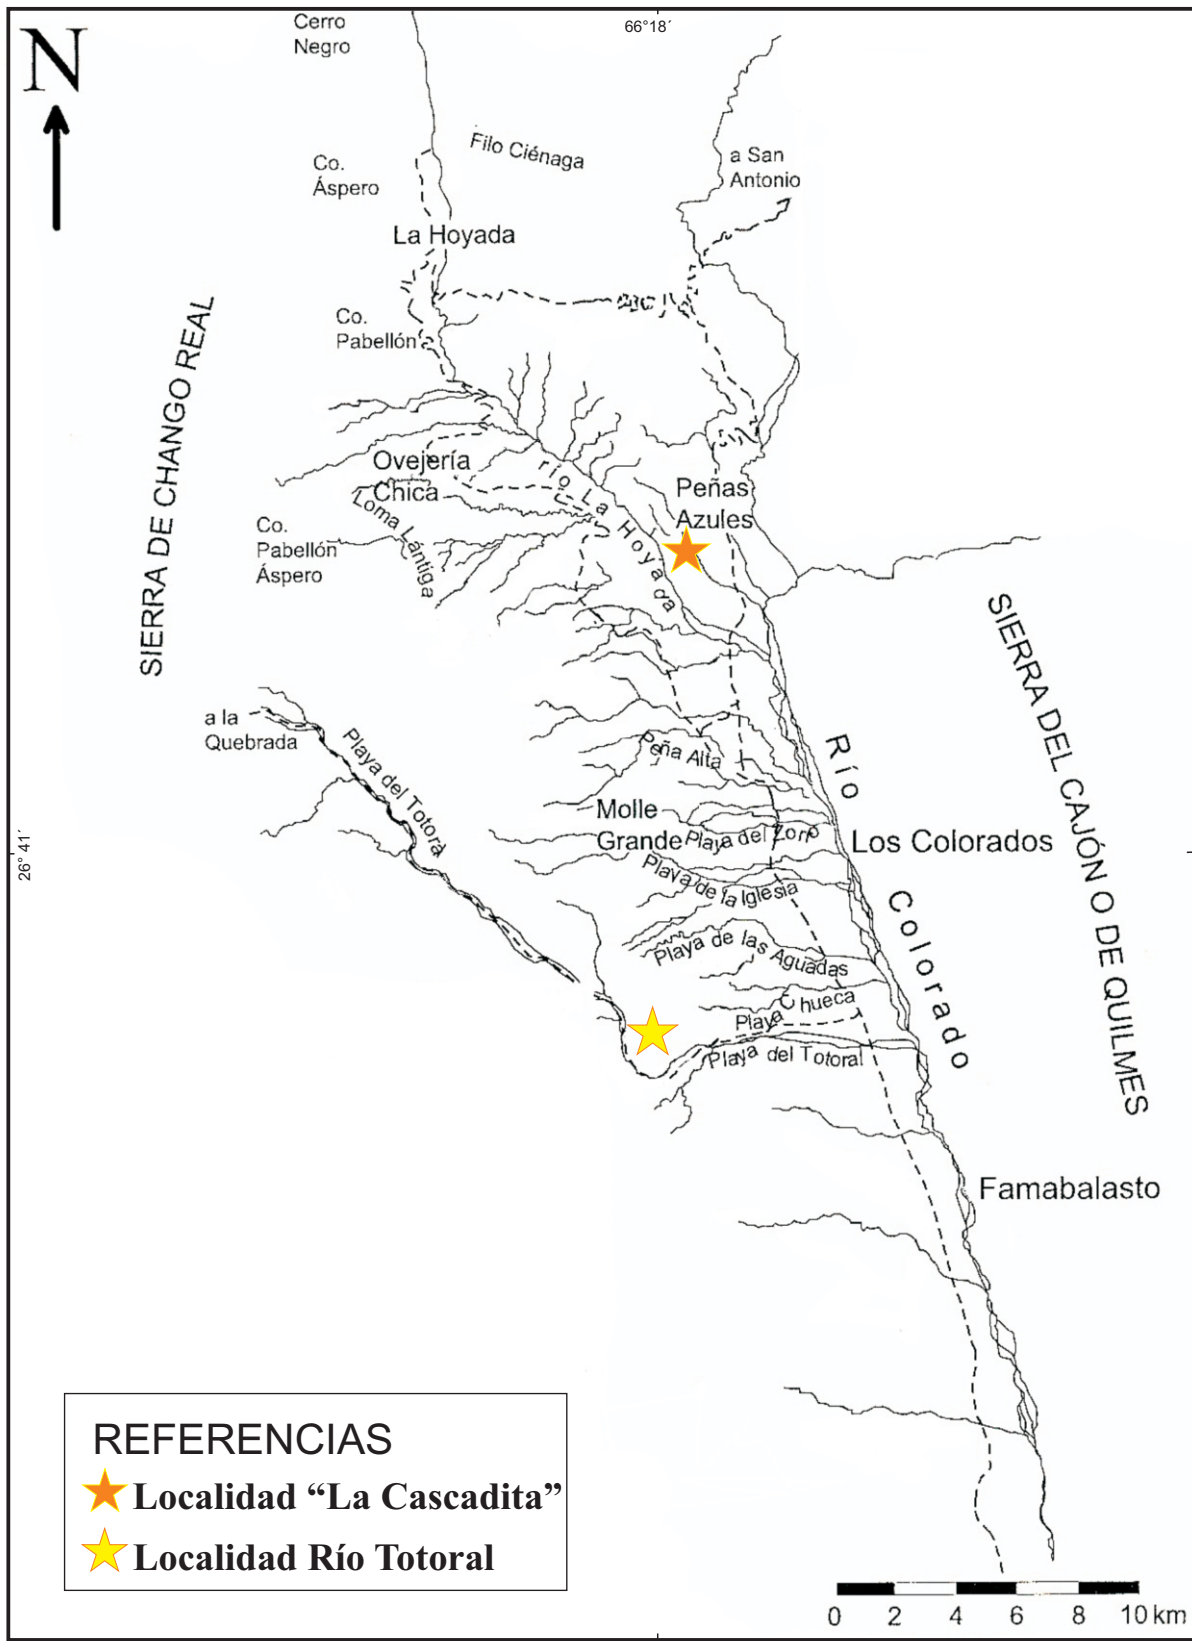 Cerro
Negro
66°18´
N
Filo Ciénaga
a San
Antonio
Co.
Áspero
La Hoyada
Co.
Pabellón
SIERRA DE CHANGO REAL
Ovejería
Chica
río La Hoyada
Peñas
Azules
Loma Lántiga
Co.
Pabellón
Áspero
SIERRA DEL CAJÓN O DE QUILMES
a la
Quebrada
Playa del Totora
Peña Alta
Río
Colorado
Molle
Grande
Playa del Zorro
Los Colorados
26° 41´
Playa de la Iglesia
Playa de las Aguadas
Playa Chueca
Playa del Totoral
Famabalasto
REFERENCIAS
Localidad “La Cascadita”
Localidad Río Totoral
0 2 4 6 8 10 km